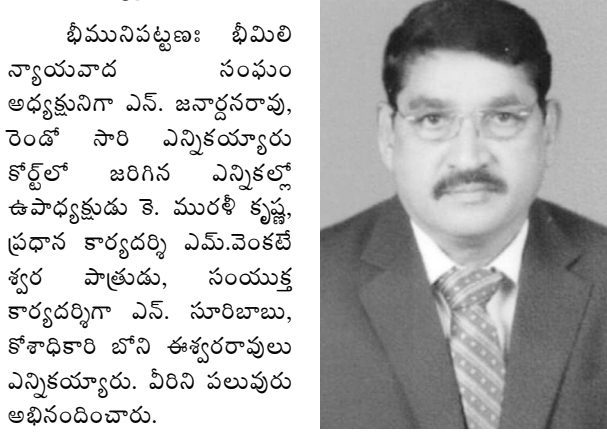 భీమునిపట్టణః భీమిలి
న్యాయవాద సంఘం
అధ్యక్షునిగా ఎన్. జనార్దనరావు,
రెండో సారి ఎన్నికయ్యారు
కోర్ట్‌లో జరిగిన ఎన్నికల్లో
ఉపాధ్యక్షుడు కె. మురళీ కృష్ణ,
ప్రధాన కార్యదర్శి ఎమ్.వెంకటే
శ్వర పాత్రుడు, సంయుక్త
కార్యదర్శిగా ఎన్. సూరిబాబు,
కోశాధికారి బోని ఈశ్వరరావులు
ఎన్నికయ్యారు. వీరిని పలువురు
అభినందించారు.